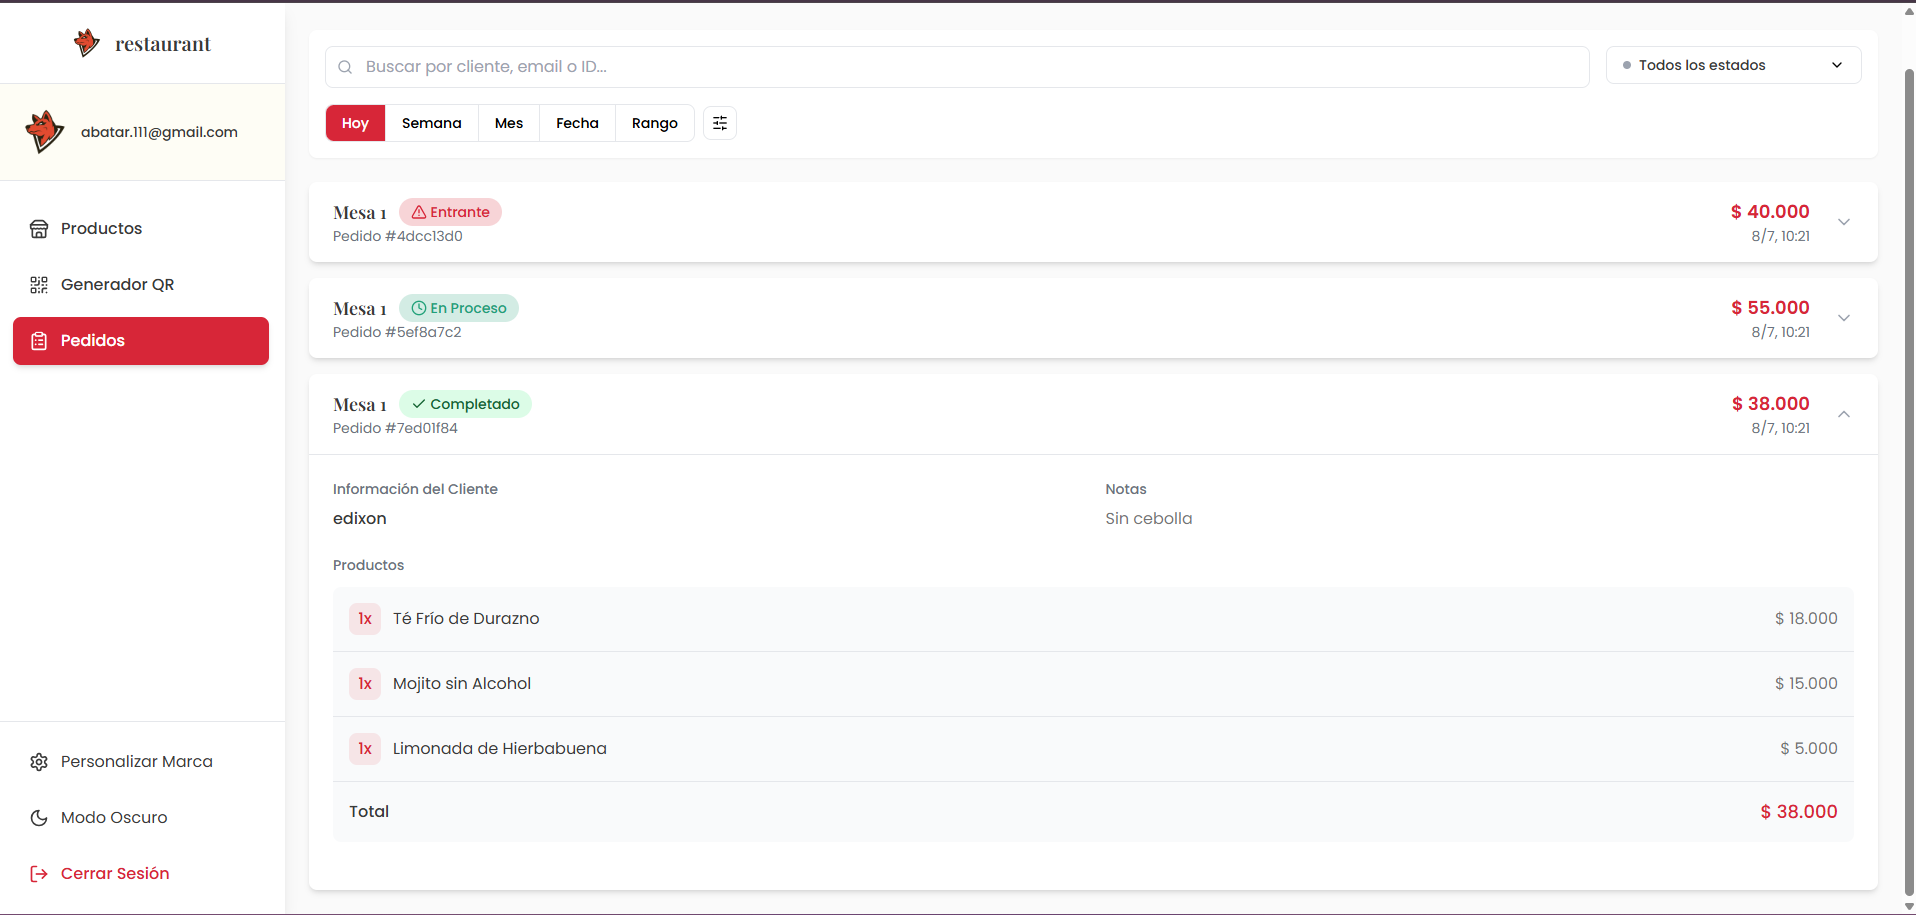 restaurant
abatar.111@gmail.com
Productos
Generador QR
Pedidos
Personalizar Marca
Modo Oscuro
Cerrar Sesión
Buscar por cliente, email o ID...
Todos los estados
Hoy Semana Mes Fecha Rango
Mesa 1 Entrante $ 40.000
Pedido #4dcc13d0 8/7, 10:21
Mesa 1 En Proceso $ 55.000
Pedido #5ef8a7c2 8/7, 10:21
Mesa 1 Completado $ 38.000
Pedido #7ed01f84 8/7, 10:21
Información del Cliente Notas
edixon Sin cebolla
Productos
1x Té Frío de Durazno $ 18.000
1x Mojito sin Alcohol $ 15.000
1x Limonada de Hierbabuena $ 5.000
Total $ 38.000